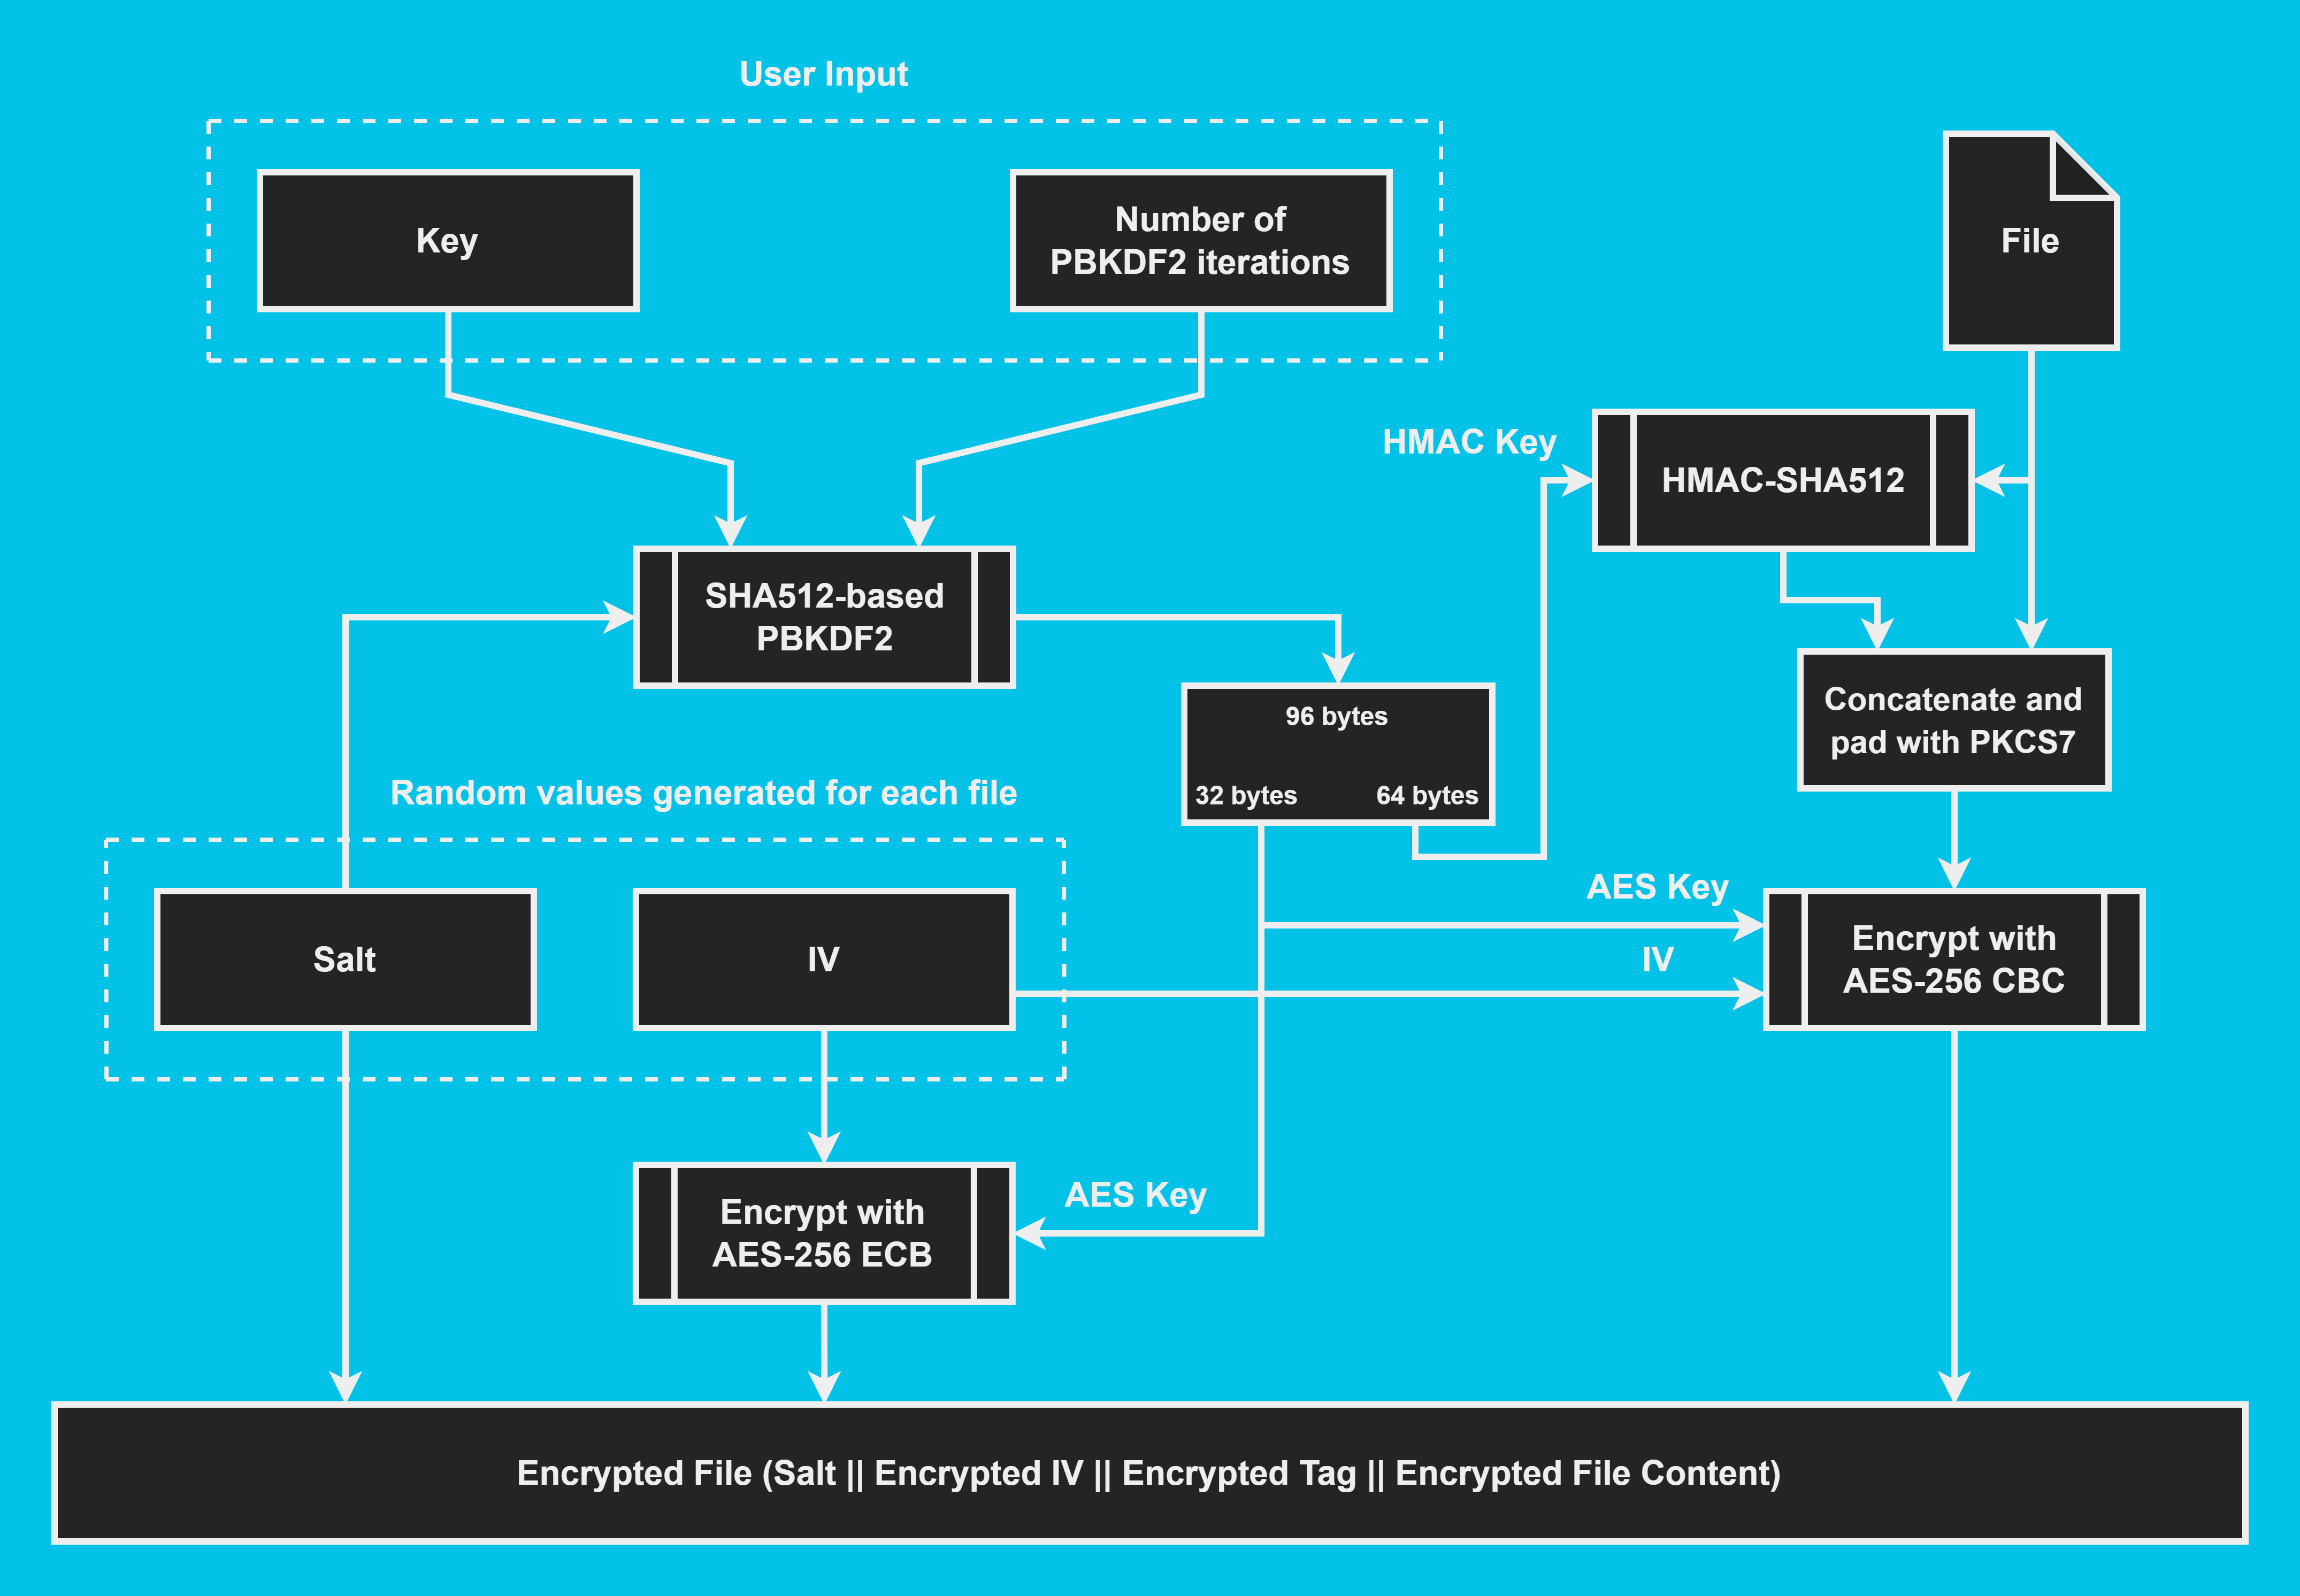 User Input
Key
Number of
PBKDF2 iterations
File
HMAC Key
HMAC-SHA512
SHA512-based
PBKDF2
96 bytes
32 bytes
64 bytes
Concatenate and
pad with PKCS7
Random values generated for each file
Salt
IV
AES Key
IV
Encrypt with
AES-256 CBC
AES Key
Encrypt with
AES-256 ECB
Encrypted File (Salt || Encrypted IV || Encrypted Tag || Encrypted File Content)